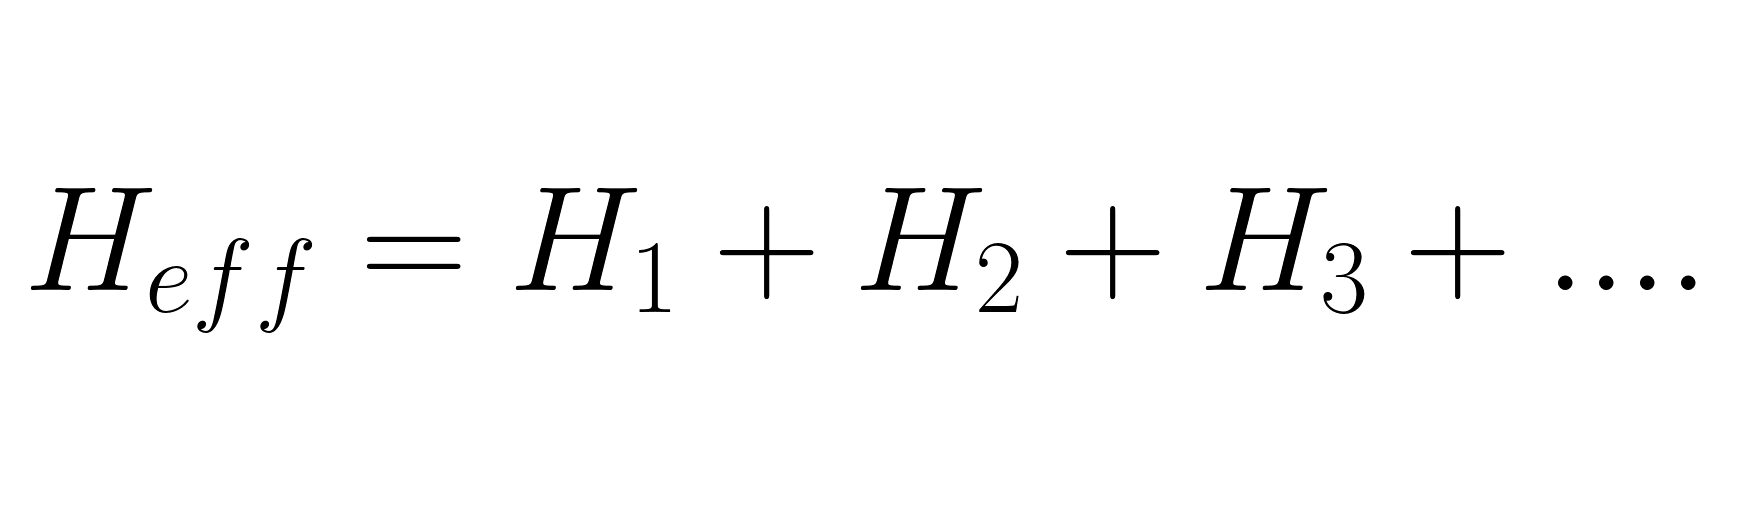 H_{eff} = H_1 + H_2 + H_3 + ....